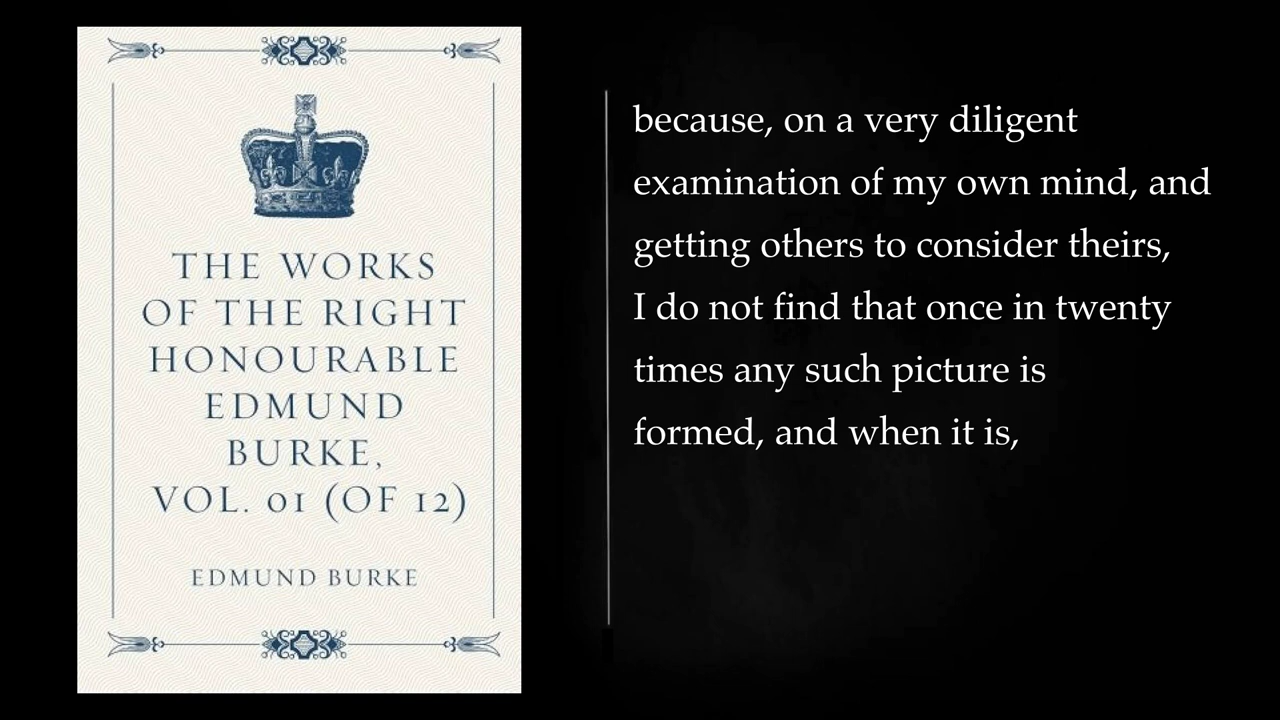 THE WORKS
OF THE RIGHT
HONOURABLE
EDMUND
BURKE,
VOL. 01 (OF 12)
EDMUND BURKE
because, on a very diligent
examination of my own mind, and
getting others to consider theirs,
I do not find that once in twenty
times any such picture is
formed, and when it is,